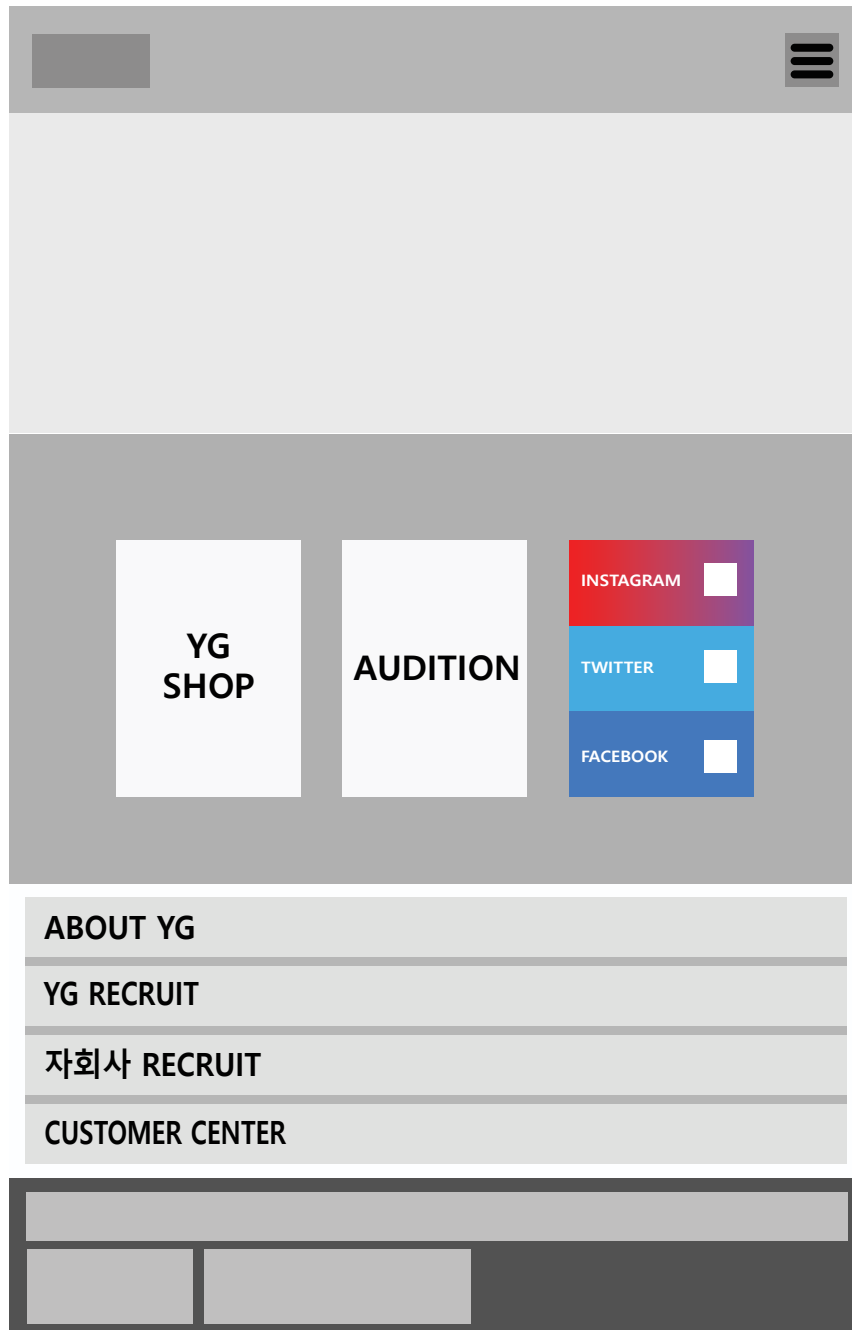 YG
SHOP
AUDITION
INSTAGRAM
TWITTER
FACEBOOK
ABOUT YG
YG RECRUIT
자회사 RECRUIT
CUSTOMER CENTER